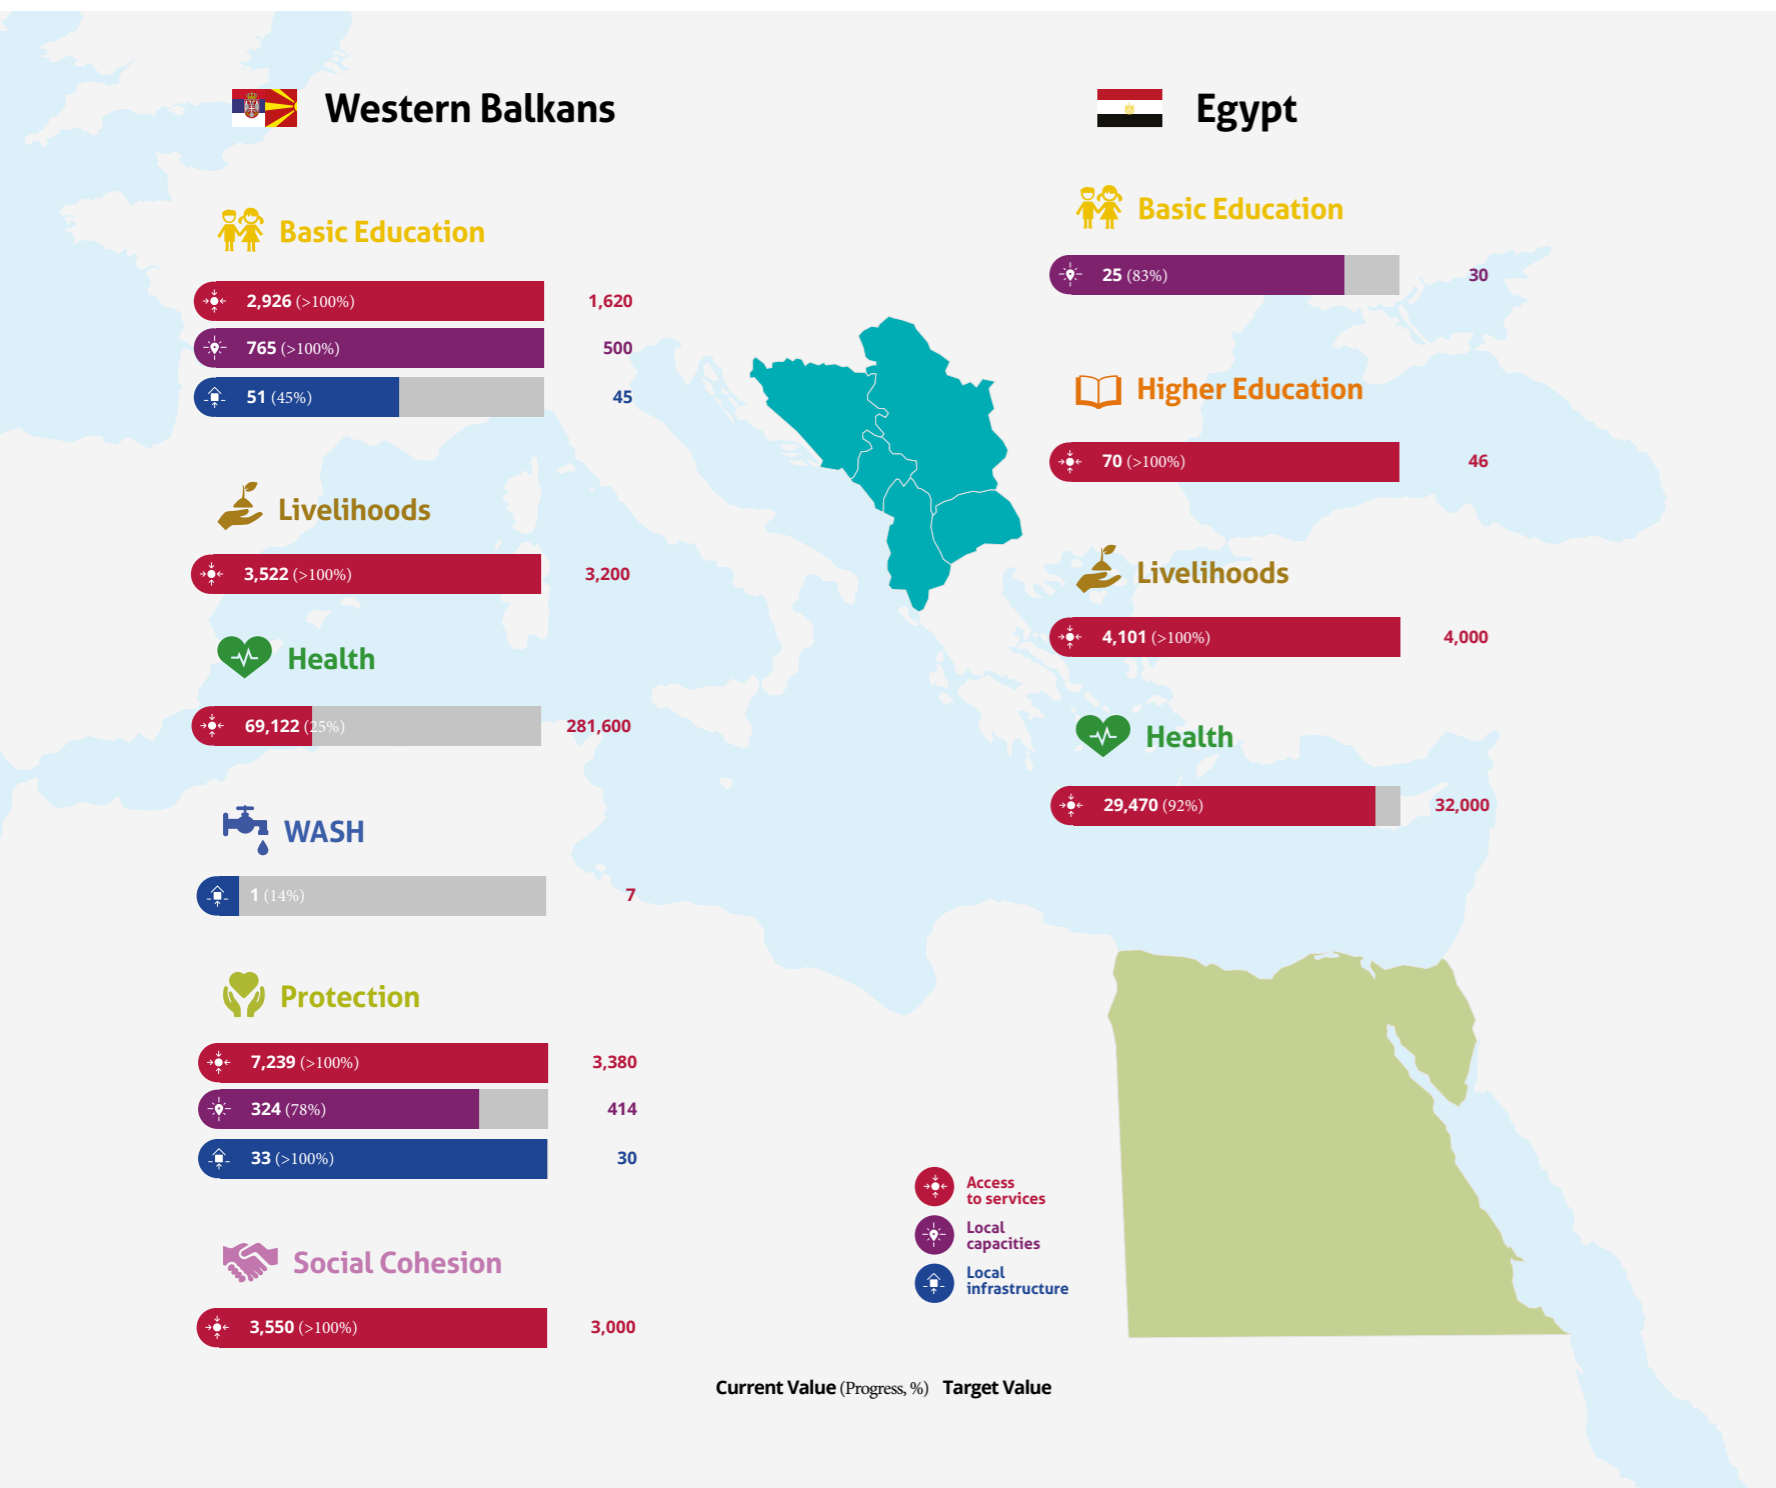 Western Balkans
Basic Education
2,926 (>100%) 1,620
765 (>100%) 500
51 (45%) 45
Livelihoods
3,522 (>100%) 3,200
Health
69,122 (25%) 281,600
WASH
1 (14%) 7
Protection
7,239 (>100%) 3,380
324 (78%) 414
33 (>100%) 30
Social Cohesion
3,550 (>100%) 3,000
Egypt
Basic Education
25 (83%) 30
Higher Education
70 (>100%) 46
Livelihoods
4,101 (>100%) 4,000
Health
29,470 (92%) 32,000
Access
to services
Local
capacities
Local
infrastructure
Current Value (Progress, %) Target Value